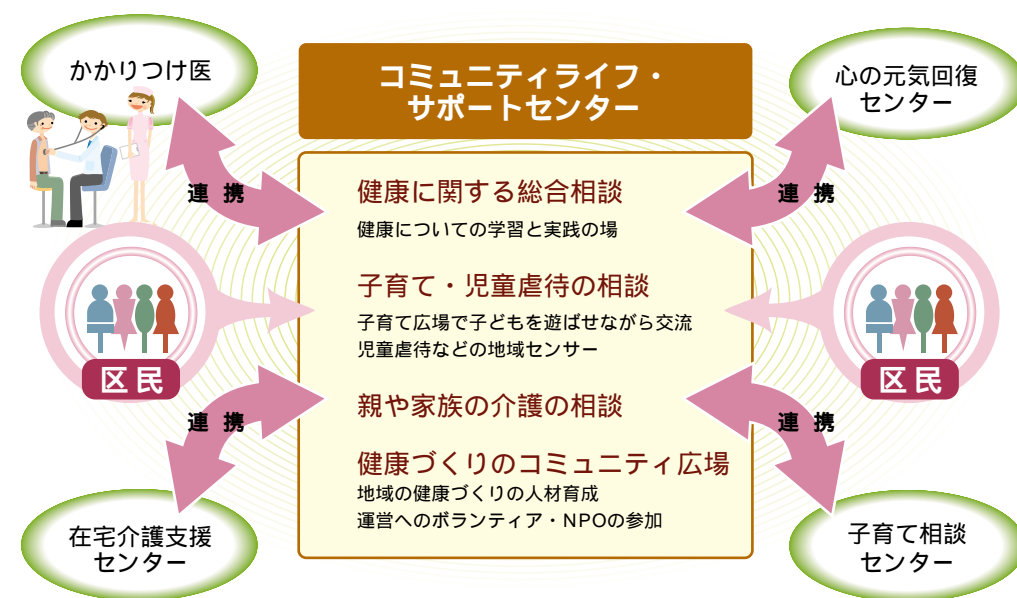 かかりつけ医
コミュニティライフ・
サポートセンター
心の元気回復
センター
連携
連携
健康に関する総合相談
健康についての学習と実践の場
子育て・児童虐待の相談
子育て広場で子どもを遊ばせながら交流
児童虐待などの地域センサー
区民
区民
親や家族の介護の相談
連携
連携
健康づくりのコミュニティ広場
地域の健康づくりの人材育成
運営へのボランティア・NPOの参加
在宅介護支援
センター
子育て相談
センター